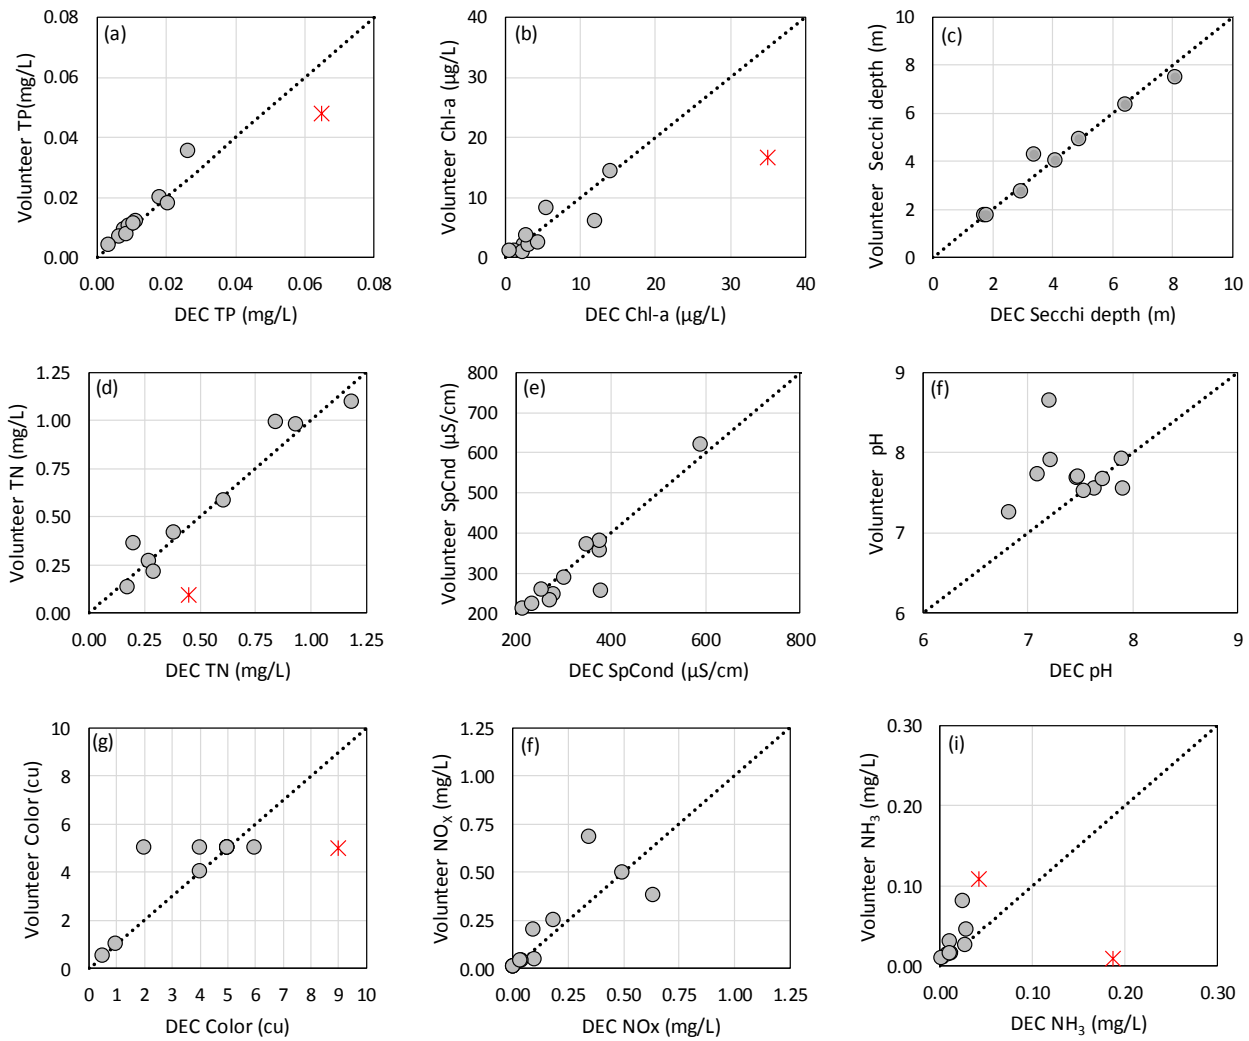 (a)
Volunteer TP(mg/L)
0.08
0.06
0.04
0.02
0.00
0.00 0.02 0.04 0.06 0.08
DEC TP (mg/L)
(b)
Volunteer Chl-a (µg/L)
40
30
20
10
0
0 10 20 30 40
DEC Chl-a (µg/L)
(c)
Volunteer Secchi depth (m)
10
8
6
4
2
0
0 2 4 6 8 10
DEC Secchi depth (m)
(d)
Volunteer TN (mg/L)
1.25
1.00
0.75
0.50
0.25
0.00
0.00 0.25 0.50 0.75 1.00 1.25
DEC TN (mg/L)
(e)
Volunteer SpCnd (µS/cm)
800
700
600
500
400
300
200
200 400 600 800
DEC SpCond (µS/cm)
(f)
Volunteer pH
9
8
7
6
6 7 8 9
DEC pH
(g)
Volunteer Color (cu)
10
8
6
4
2
0
0 1 2 3 4 5 6 7 8 9 10
DEC Color (cu)
(f)
Volunteer NOX (mg/L)
1.25
1.00
0.75
0.50
0.25
0.00
0.00 0.25 0.50 0.75 1.00 1.25
DEC NOx (mg/L)
(i)
Volunteer NH3 (mg/L)
0.30
0.20
0.10
0.00
0.00 0.10 0.20 0.30
DEC NH3 (mg/L)